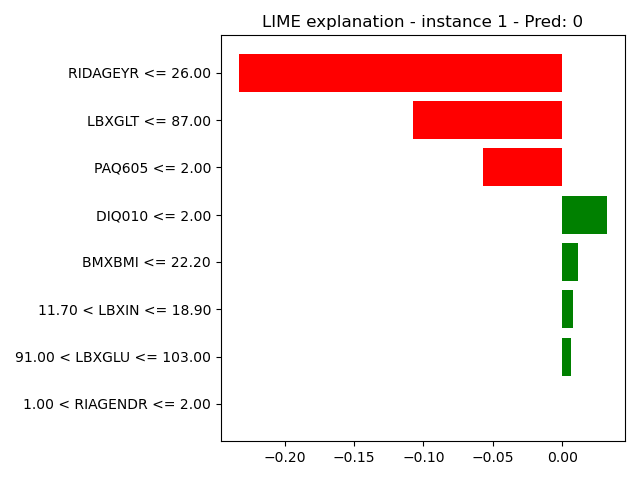 LIME explanation - instance 1 - Pred: 0
RIDAGEYR <= 26.00
LBXGLT <= 87.00
PAQ605 <= 2.00
DIQ010 <= 2.00
BMXBMI <= 22.20
11.70 < LBXIN <= 18.90
91.00 < LBXGLU <= 103.00
1.00 < RIAGENDR <= 2.00
−0.20 −0.15 −0.10 −0.05 0.00